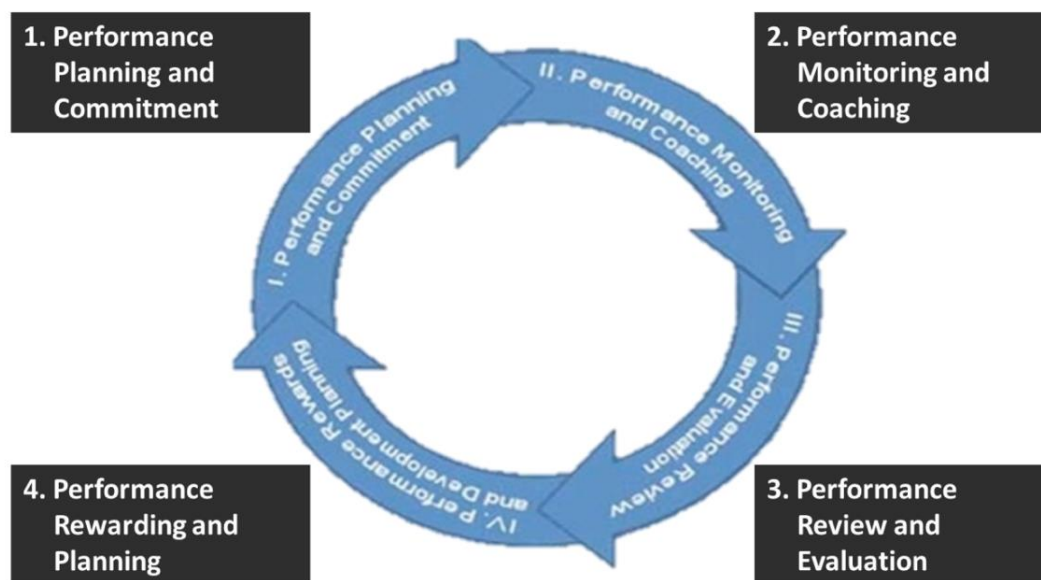 1. Performance
Planning and
Commitment
2. Performance
Monitoring and
Coaching
I. Performance Planning
and Commitment
II. Performance Monitoring
and Coaching
III. Performance Review
and Evaluation
IV. Performance Rewards
and Development Planning
4. Performance
Rewarding and
Planning
3. Performance
Review and
Evaluation